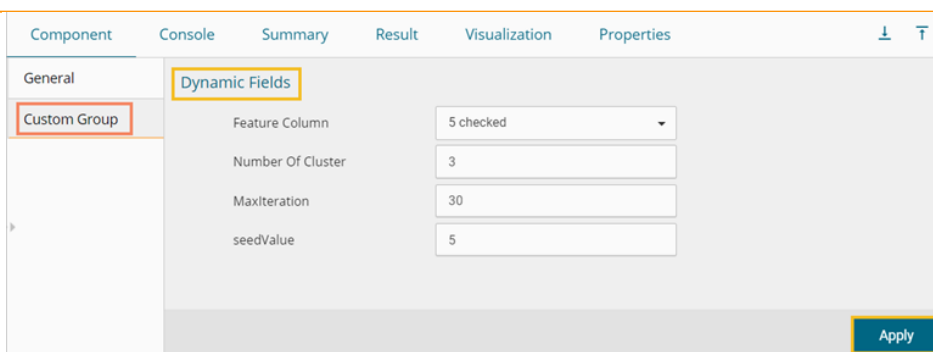 Component Console Summary Result Visualization Properties
General
Custom Group
Dynamic Fields
Feature Column 5 checked
Number Of Cluster 3
MaxIteration 30
seedValue 5
Apply